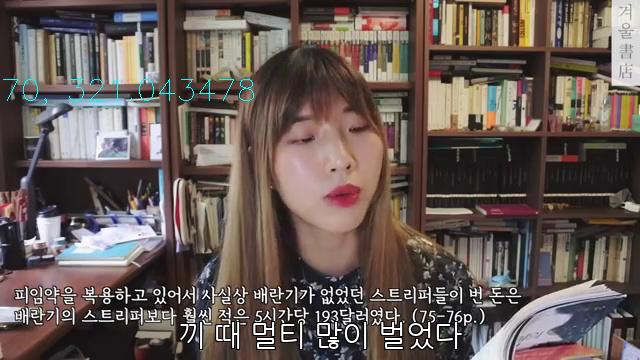 겨울書店
70, 321.043478
피임약을 복용하고 있어서 사실상 배란기가 없었던 스트리퍼들이 번 돈은
배란기의 스트리퍼보다 훨씬 적은 5시간당 193달러였다. (75-76p.)
끼 때 멀티 많이 벌었다